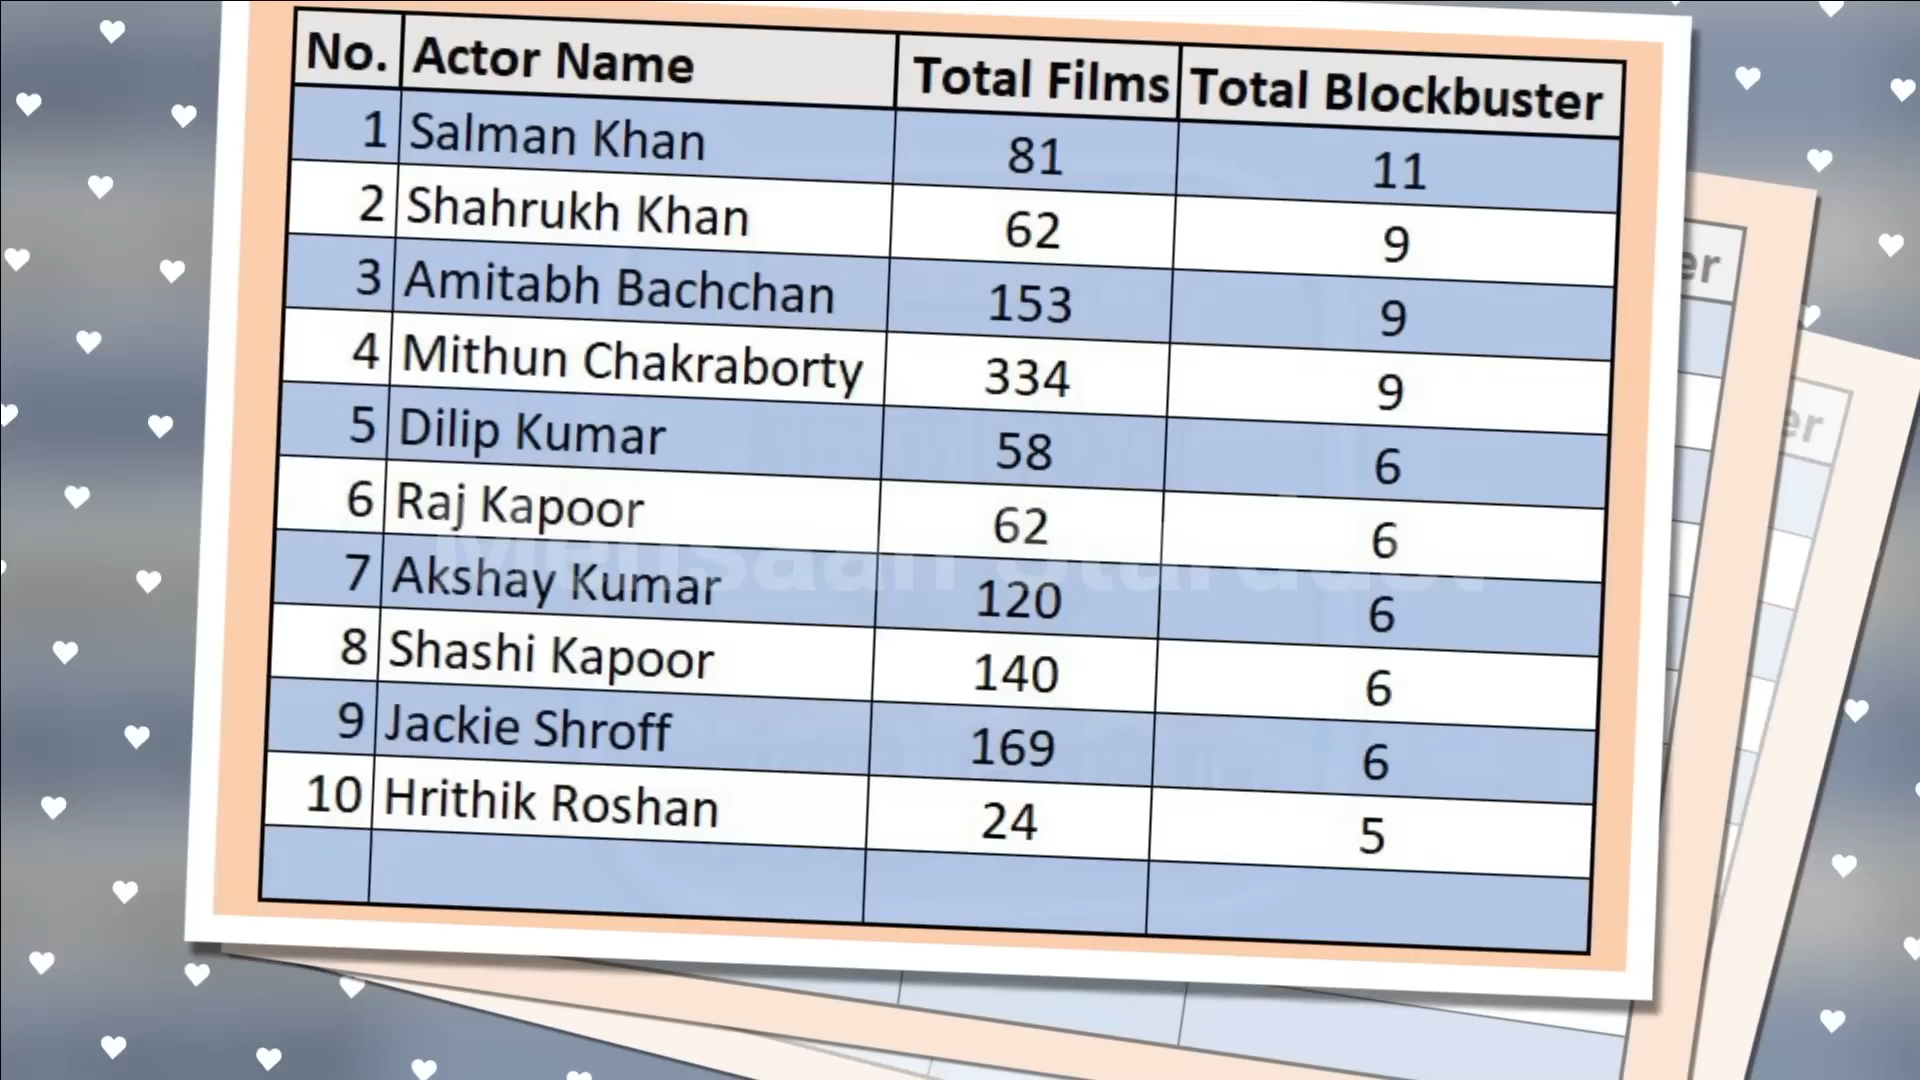 No. Actor Name Total Films Total Blockbuster
1 Salman Khan 81 11
2 Shahrukh Khan 62 9
3 Amitabh Bachchan 153 9
4 Mithun Chakraborty 334 9
5 Dilip Kumar 58 6
6 Raj Kapoor 62 6
7 Akshay Kumar 120 6
8 Shashi Kapoor 140 6
9 Jackie Shroff 169 6
10 Hrithik Roshan 24 5
er
er